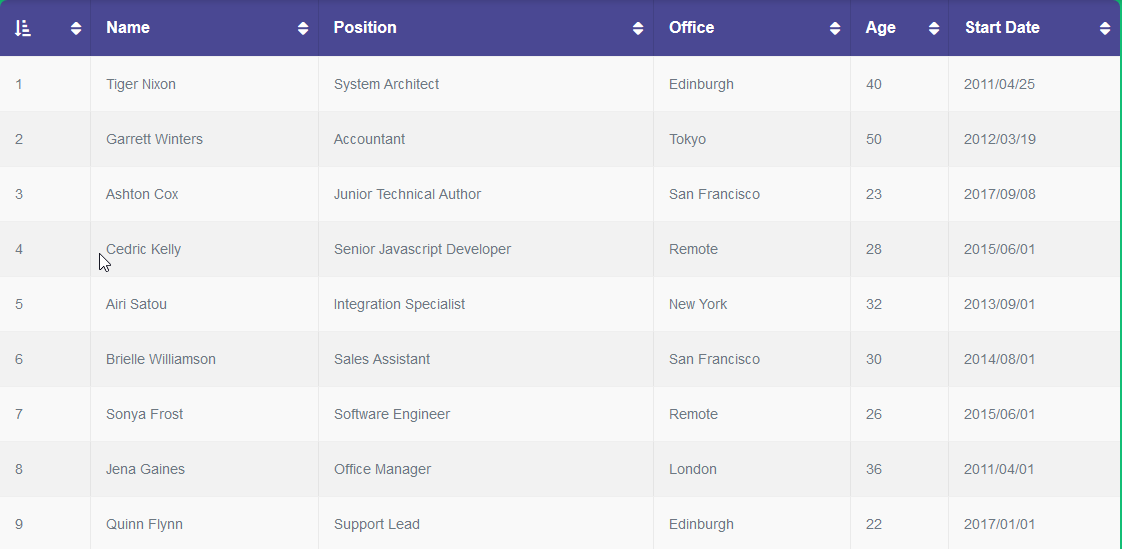 Name Position Office Age Start Date
1 Tiger Nixon System Architect Edinburgh 40 2011/04/25
2 Garrett Winters Accountant Tokyo 50 2012/03/19
3 Ashton Cox Junior Technical Author San Francisco 23 2017/09/08
4 Cedric Kelly Senior Javascript Developer Remote 28 2015/06/01
5 Airi Satou Integration Specialist New York 32 2013/09/01
6 Brielle Williamson Sales Assistant San Francisco 30 2014/08/01
7 Sonya Frost Software Engineer Remote 26 2015/06/01
8 Jena Gaines Office Manager London 36 2011/04/01
9 Quinn Flynn Support Lead Edinburgh 22 2017/01/01